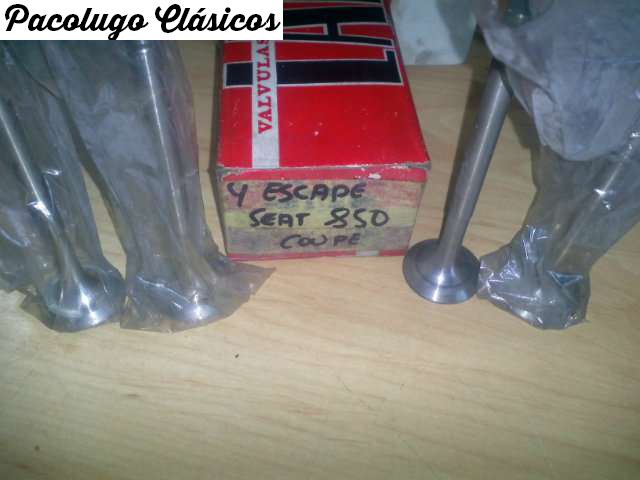 Pacolugo Clásicos
VALVULAS
4 ESCAPE
SEAT 850
COUPE